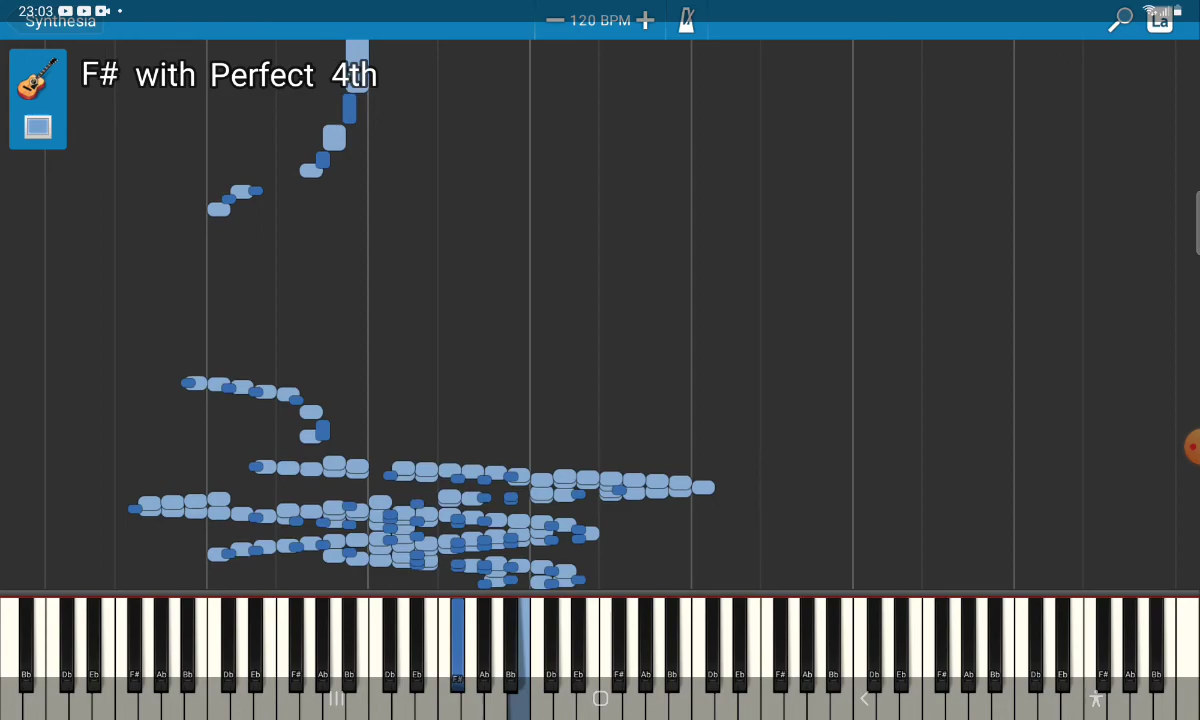 23:03
Synthesia
120 BPM
La
F# with Perfect 4th
Bb Db Eb F# Ab Bb Db Eb F# Ab Bb Db Eb F# Ab Bb Db Eb F# Ab Bb Db Eb F# Ab Bb Db Eb F# Ab Bb Db Eb F# Ab Bb